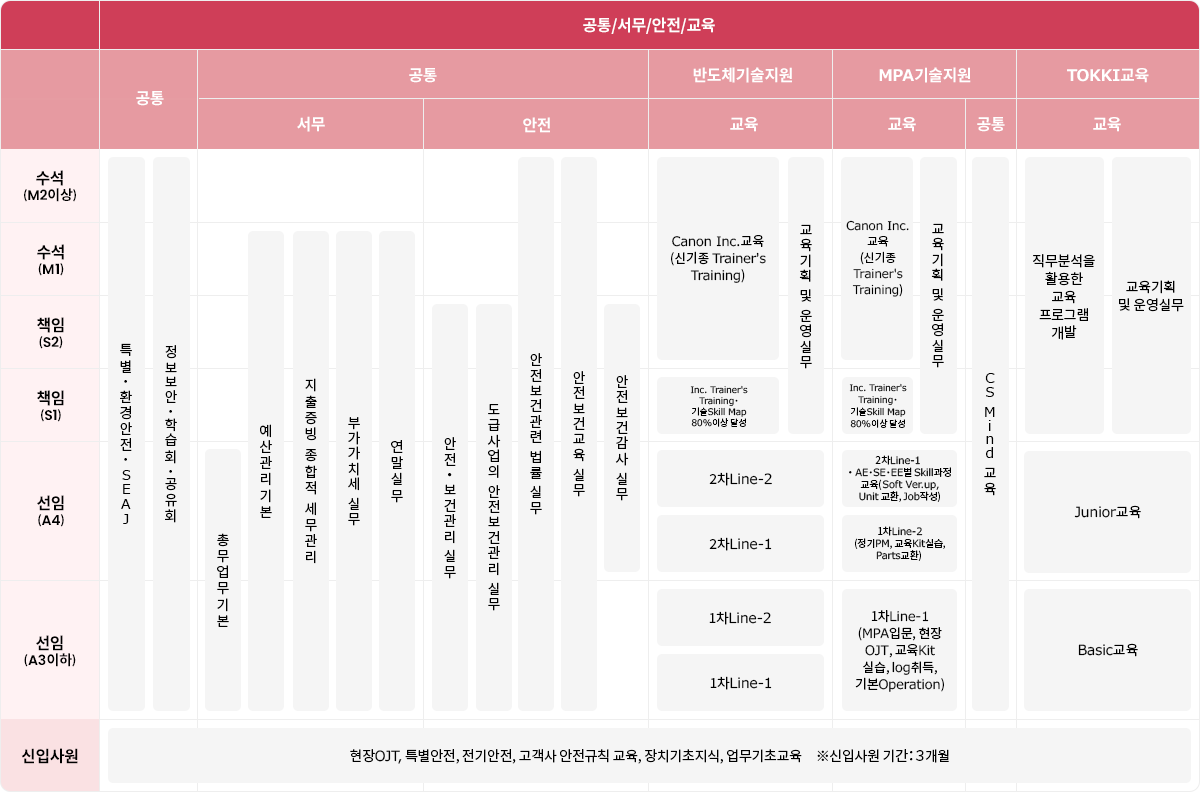 공통/서무/안전/교육
공통
공통
반도체기술지원
MPA기술지원
TOKKI교육
서무
안전
교육
교육
공통
교육
수석
(M2이상)
수석
(M1)
책임
(S2)
책임
(S1)
선임
(A4)
선임
(A3이하)
신입사원
특별・환경안전・SEAJ
정보보안・학습회・공유회
총무업무기본
예산관리기본
지출증빙 종합적 세무관리
부가가치세 실무
연말실무
안전・보건관리 실무
도급사업의 안전보건관리 실무
안전보건관련 법률 실무
안전보건교육 실무
안전보건감사 실무
Canon Inc.교육
(신기종 Trainer's
Training)
교육기획 및 운영실무
Inc. Trainer's
Training・
기술Skill Map
80%이상 달성
2차Line-2
2차Line-1
1차Line-2
1차Line-1
Canon Inc.
교육
(신기종
Trainer's
Training)
교육기획 및 운영실무
Inc. Trainer's
Training・
기술Skill Map
80%이상 달성
2차Line-1
・AE・SE・EE별 Skill과정
교육(Soft Ver.up,
Unit 교환, Job작성)
1차Line-2
(정기PM, 교육Kit실습,
Parts교환)
1차Line-1
(MPA입문, 현장
OJT, 교육Kit
실습, log취득,
기본Operation)
CS Mind 교육
직무분석을
활용한
교육
프로그램
개발
교육기획
및 운영실무
Junior교육
Basic교육
현장OJT, 특별안전, 전기안전, 고객사 안전규칙 교육, 장치기초지식, 업무기초교육 ※신입사원 기간: 3개월